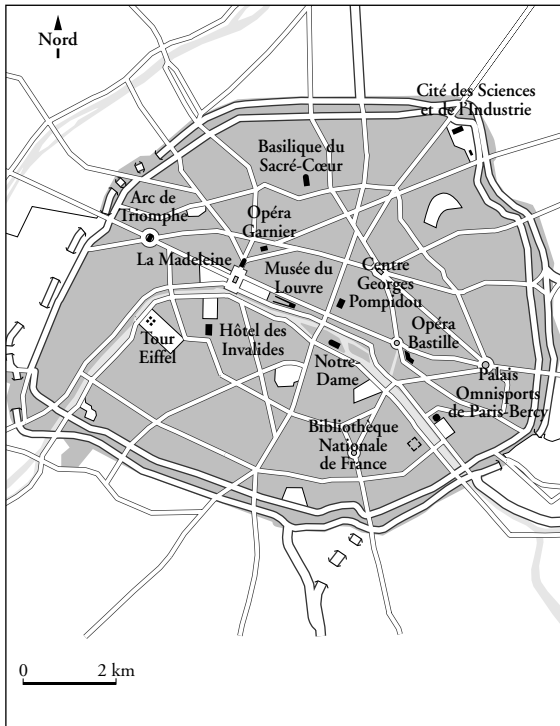 Nord
Cité des Sciences
et de l'Industrie
Basilique du
Sacré-Cœur
Arc de
Triomphe
Opéra
Garnier
La Madeleine
Musée du
Louvre
Centre
Georges
Pompidou
Opéra
Bastille
Tour
Eiffel
Hôtel des
Invalides
Notre-
Dame
Palais
Omnisports
de Paris-Bercy
Bibliothèque
Nationale
de France
0 2 km